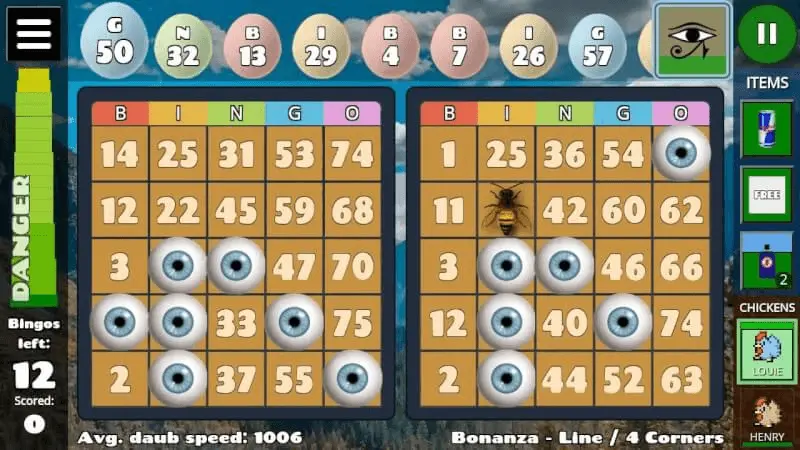 G N B I B B I G
50 32 13 29 4 7 26 57
ITEMS
FREE
2
CHICKENS
LOUIE
HENRY
DANGER
Bingos
left:
12
Scored:
0
B I N G O
14 25 31 53 74
12 22 45 59 68
3 47 70
33 75
2 37 55
B I N G O
1 25 36 54
11 42 60 62
3 46 66
12 40 74
2 44 52 63
Avg. daub speed: 1006
Bonanza - Line / 4 Corners